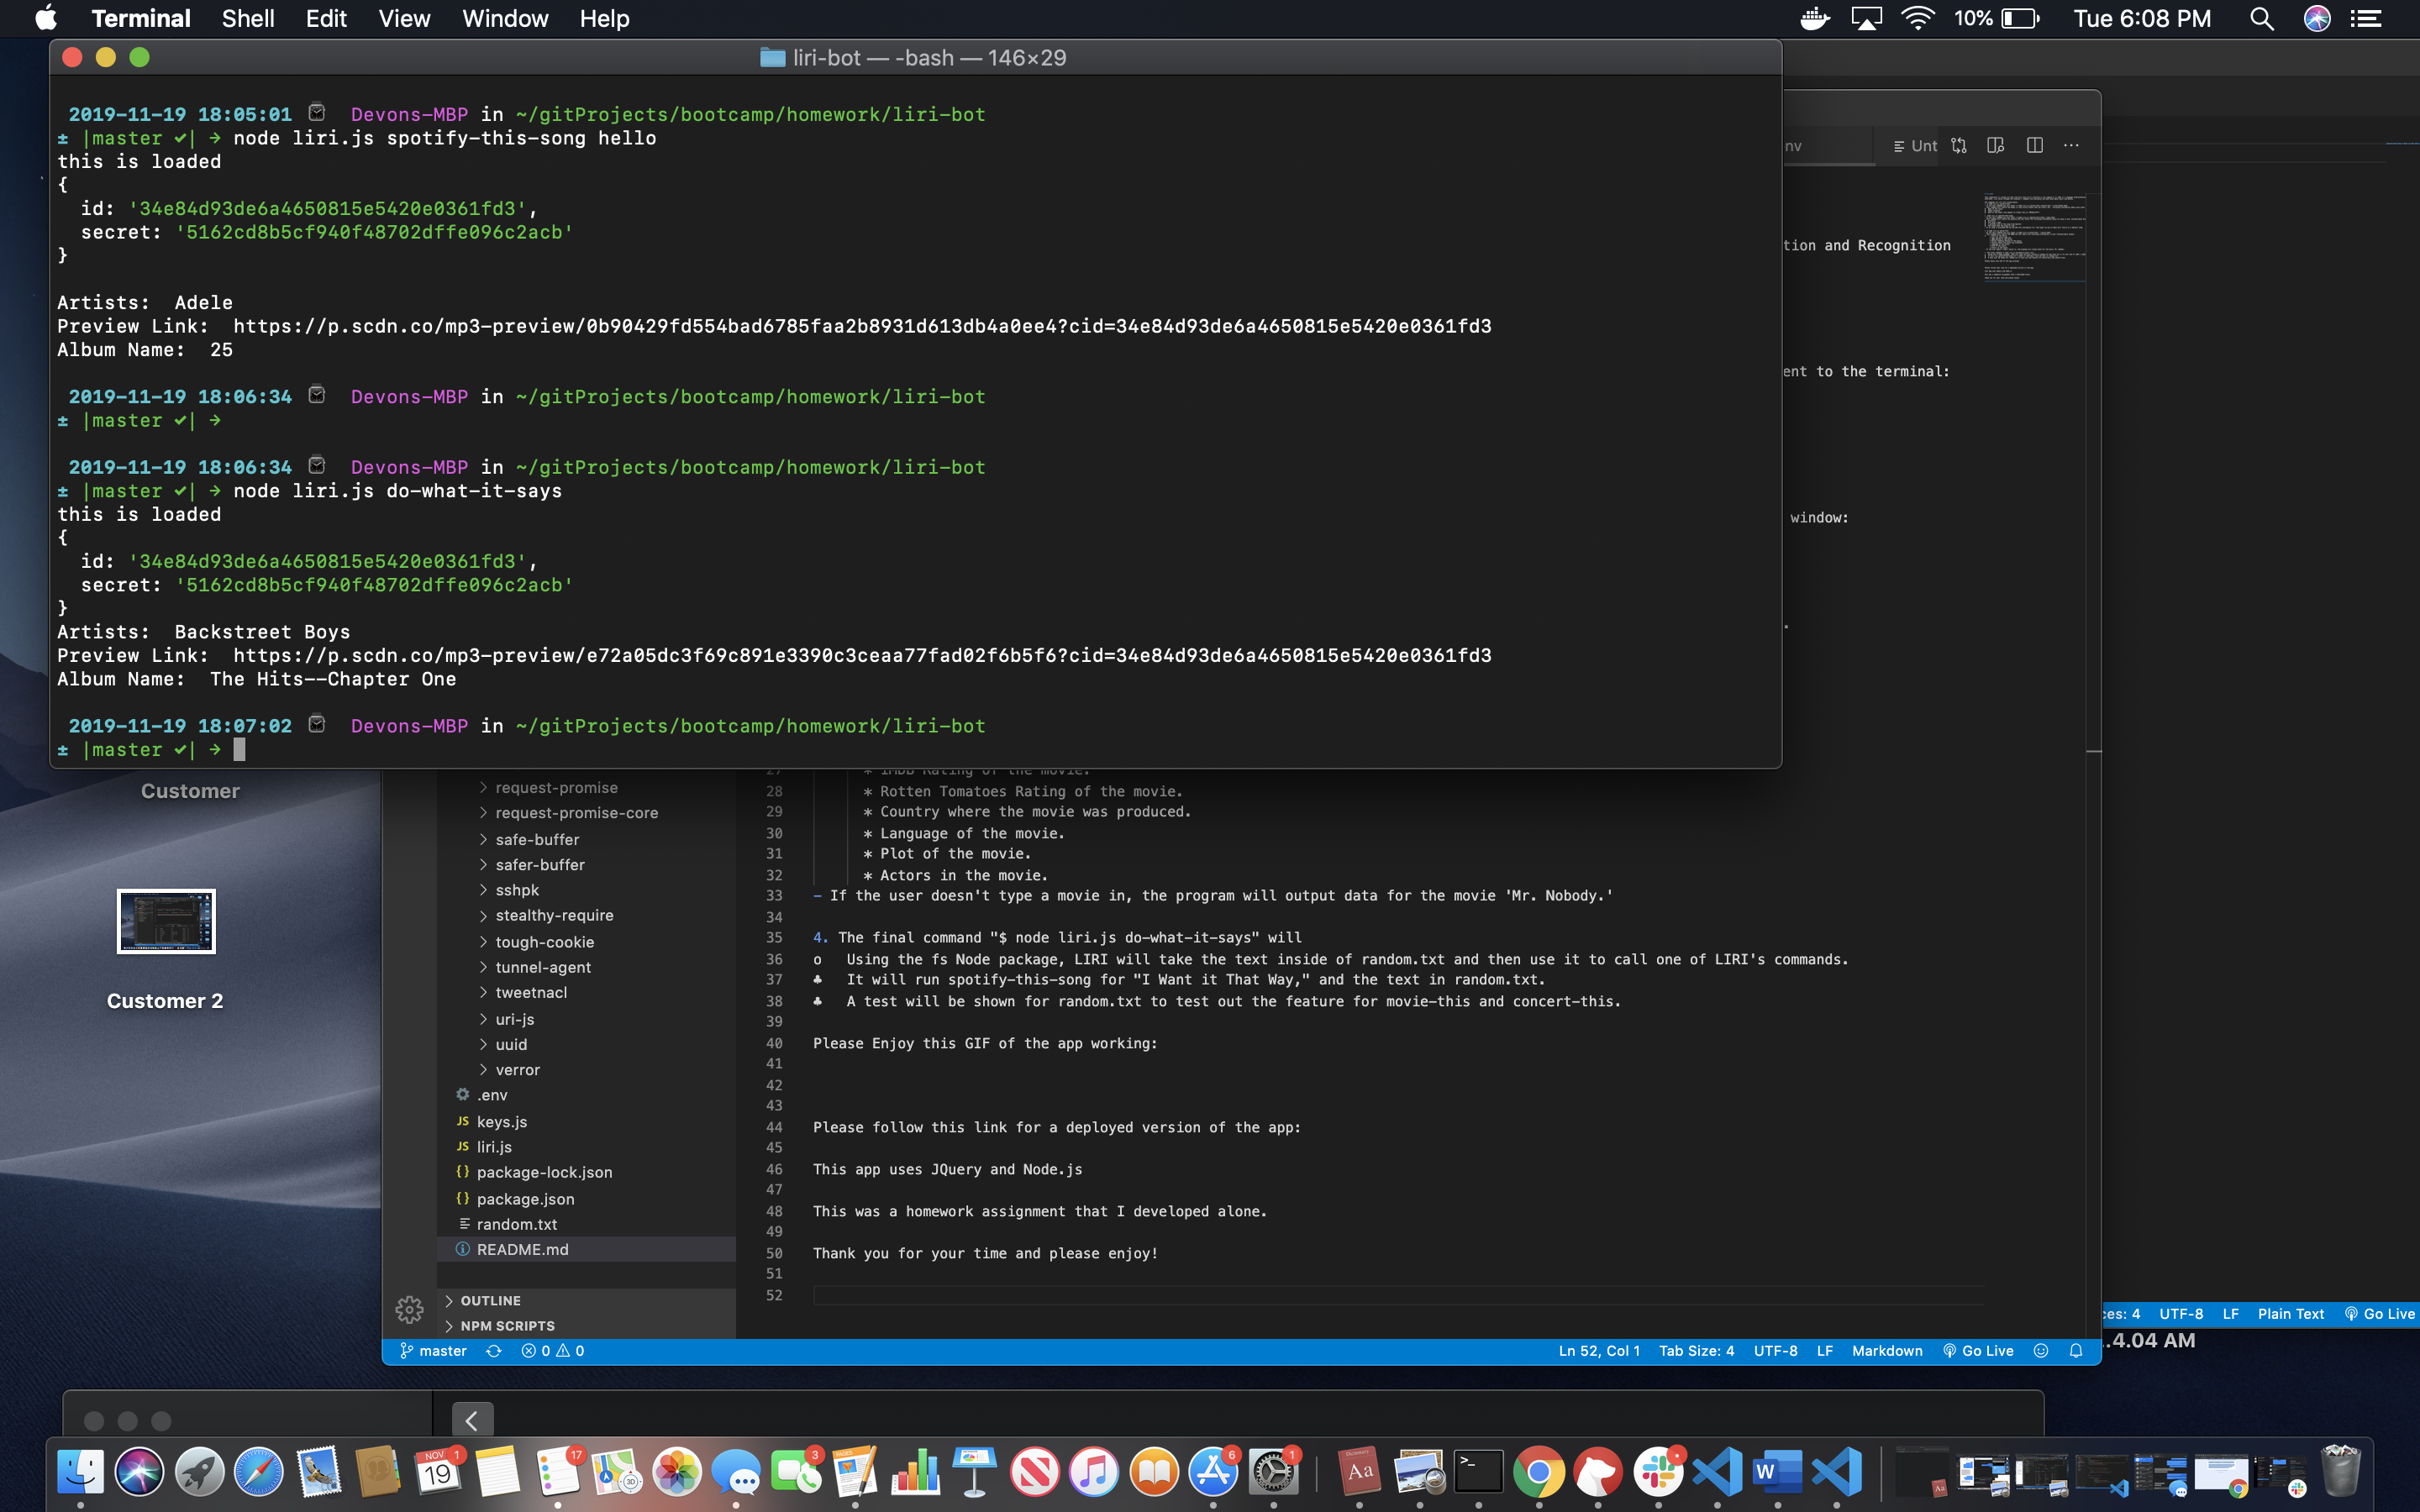 Terminal Shell Edit View Window Help 10% Tue 6:08 PM
liri-bot — -bash — 146×29
2019-11-19 18:05:01 Devons-MBP in ~/gitProjects/bootcamp/homework/liri-bot
± |master ✔| → node liri.js spotify-this-song hello
this is loaded
{
id: '34e84d93de6a4650815e5420e0361fd3',
secret: '5162cd8b5cf940f48702dffe096c2acb'
}
Artists: Adele
Preview Link: https://p.scdn.co/mp3-preview/0b90429fd554bad6785faa2b8931d613db4a0ee4?cid=34e84d93de6a4650815e5420e0361fd3
Album Name: 25
2019-11-19 18:06:34 Devons-MBP in ~/gitProjects/bootcamp/homework/liri-bot
± |master ✔| →
2019-11-19 18:06:34 Devons-MBP in ~/gitProjects/bootcamp/homework/liri-bot
± |master ✔| → node liri.js do-what-it-says
this is loaded
{
id: '34e84d93de6a4650815e5420e0361fd3',
secret: '5162cd8b5cf940f48702dffe096c2acb'
}
Artists: Backstreet Boys
Preview Link: https://p.scdn.co/mp3-preview/e72a05dc3f69c891e3390c3ceaa77fad02f6b5f6?cid=34e84d93de6a4650815e5420e0361fd3
Album Name: The Hits--Chapter One
2019-11-19 18:07:02 Devons-MBP in ~/gitProjects/bootcamp/homework/liri-bot
± |master ✔| →
nv Unt ...
tion and Recognition
ent to the terminal:
window:
.
Customer
Customer 2
request-promise
request-promise-core
safe-buffer
safer-buffer
sshpk
stealthy-require
tough-cookie
tunnel-agent
tweetnacl
uri-js
uuid
verror
.env
JS keys.js
JS liri.js
{} package-lock.json
{} package.json
random.txt
README.md
OUTLINE
NPM SCRIPTS
27 * IMDB Rating of the movie.
28 * Rotten Tomatoes Rating of the movie.
29 * Country where the movie was produced.
30 * Language of the movie.
31 * Plot of the movie.
32 * Actors in the movie.
33 - If the user doesn't type a movie in, the program will output data for the movie 'Mr. Nobody.'
34
35 4. The final command "$ node liri.js do-what-it-says" will
36 o Using the fs Node package, LIRI will take the text inside of random.txt and then use it to call one of LIRI's commands.
37 ♣ It will run spotify-this-song for "I Want it That Way," and the text in random.txt.
38 ♣ A test will be shown for random.txt to test out the feature for movie-this and concert-this.
39
40 Please Enjoy this GIF of the app working:
41
42
43
44 Please follow this link for a deployed version of the app:
45
46 This app uses JQuery and Node.js
47
48 This was a homework assignment that I developed alone.
49
50 Thank you for your time and please enjoy!
51
52
master 0 0 Ln 52, Col 1 Tab Size: 4 UTF-8 LF Markdown Go Live
ces: 4 UTF-8 LF Plain Text Go Live
.4.04 AM
NOV 19 1
17
3D
3
PAGES
6
1
Dictionary
Aa
>_
W